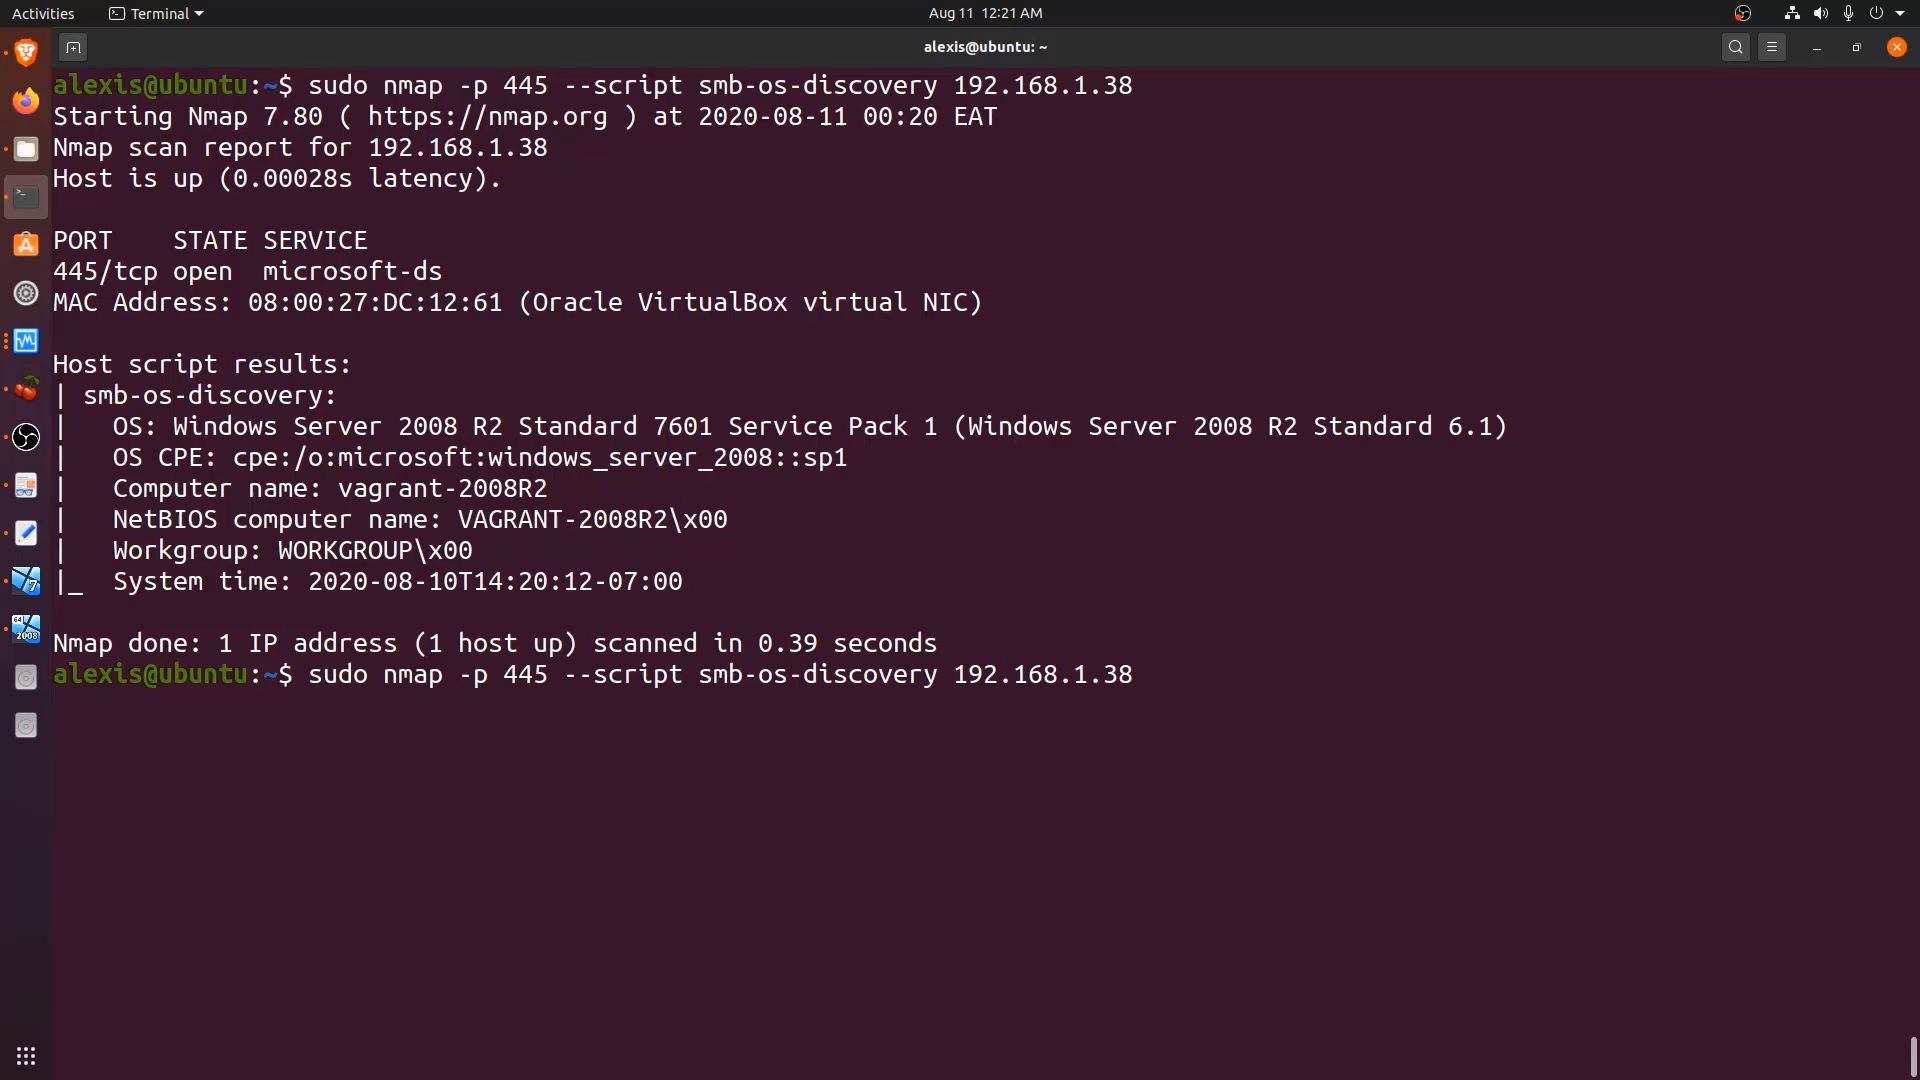 Activities
Terminal
Aug 11 12:21 AM
alexis@ubuntu: ~
alexis@ubuntu:~$ sudo nmap -p 445 --script smb-os-discovery 192.168.1.38
Starting Nmap 7.80 ( https://nmap.org ) at 2020-08-11 00:20 EAT
Nmap scan report for 192.168.1.38
Host is up (0.00028s latency).
PORT    STATE SERVICE
445/tcp open  microsoft-ds
MAC Address: 08:00:27:DC:12:61 (Oracle VirtualBox virtual NIC)
Host script results:
| smb-os-discovery:
|   OS: Windows Server 2008 R2 Standard 7601 Service Pack 1 (Windows Server 2008 R2 Standard 6.1)
|   OS CPE: cpe:/o:microsoft:windows_server_2008::sp1
|   Computer name: vagrant-2008R2
|   NetBIOS computer name: VAGRANT-2008R2\x00
|   Workgroup: WORKGROUP\x00
|_  System time: 2020-08-10T14:20:12-07:00
Nmap done: 1 IP address (1 host up) scanned in 0.39 seconds
alexis@ubuntu:~$ sudo nmap -p 445 --script smb-os-discovery 192.168.1.38
7
64
2008